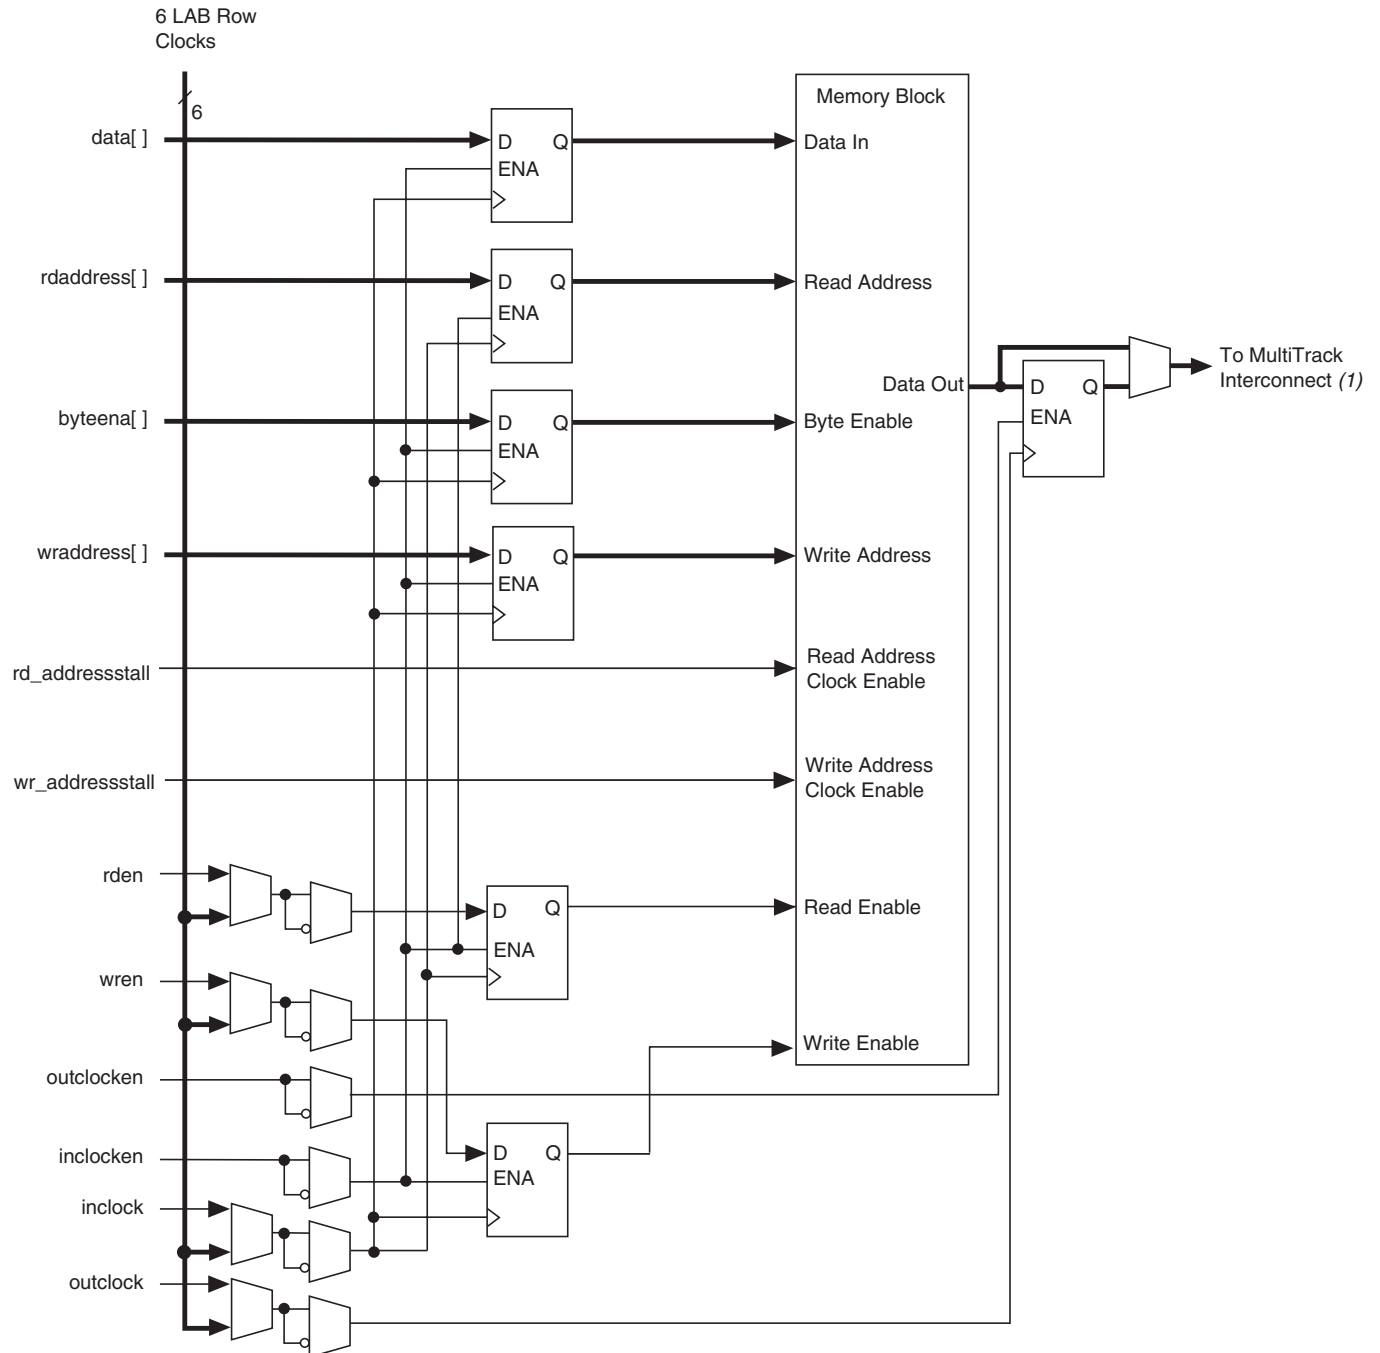 6 LAB Row
Clocks
6
Memory Block
data[ ]
D Q
Data In
ENA
rdaddress[ ]
D Q
Read Address
ENA
To MultiTrack
Interconnect (1)
Data Out
D Q
ENA
byteena[ ]
D Q
Byte Enable
ENA
wraddress[ ]
D Q
Write Address
ENA
rd_addressstall
Read Address
Clock Enable
wr_addressstall
Write Address
Clock Enable
rden
D Q
Read Enable
ENA
wren
Write Enable
outclocken
inclocken
D Q
ENA
inclock
outclock